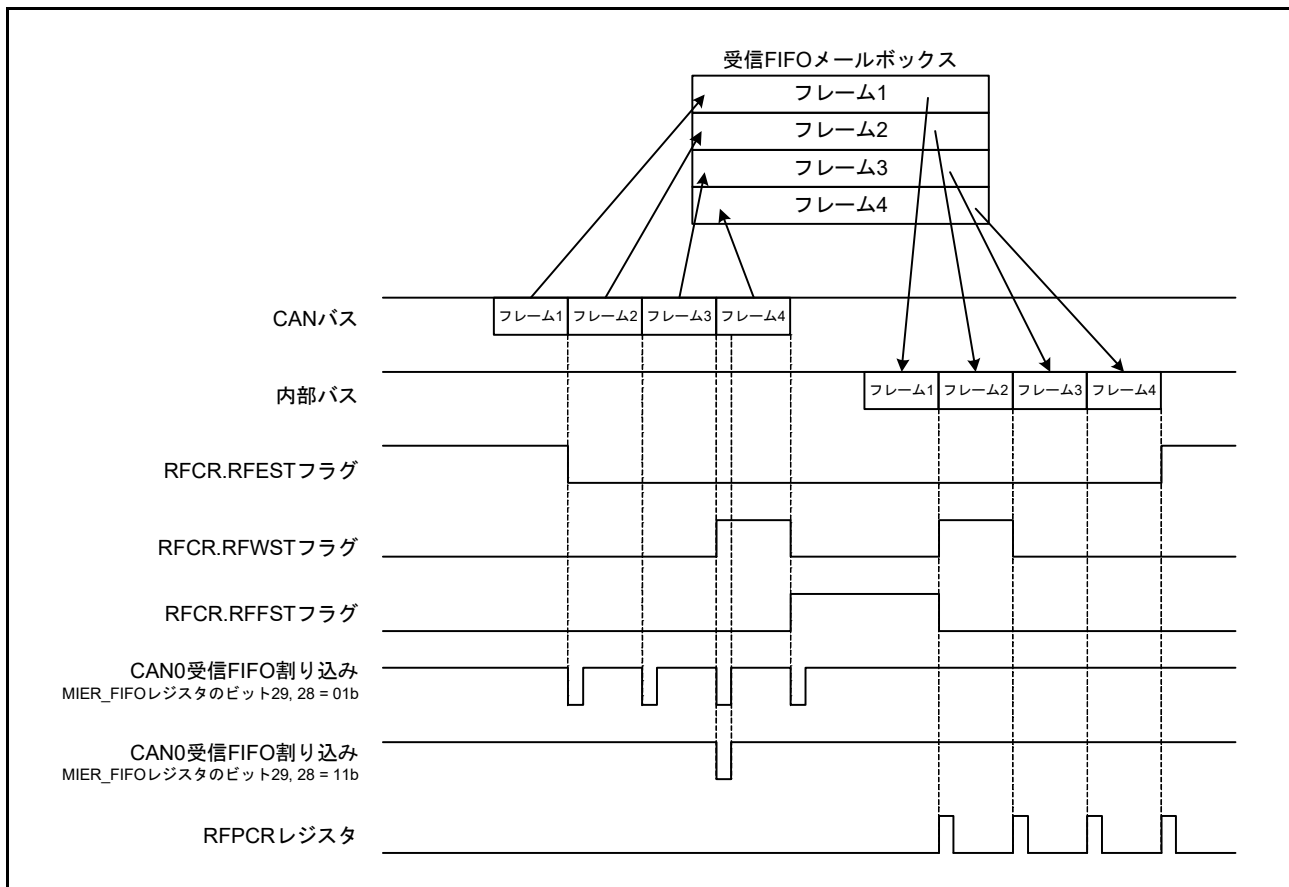 受信FIFOメールボックス
フレーム1
フレーム2
フレーム3
フレーム4
CANバス
フレーム1 フレーム2 フレーム3 フレーム4
内部バス
フレーム1 フレーム2 フレーム3 フレーム4
RFCR.RFESTフラグ
RFCR.RFWSTフラグ
RFCR.RFFSTフラグ
CAN0受信FIFO割り込み
MIER_FIFOレジスタのビット29, 28 = 01b
CAN0受信FIFO割り込み
MIER_FIFOレジスタのビット29, 28 = 11b
RFPCRレジスタ